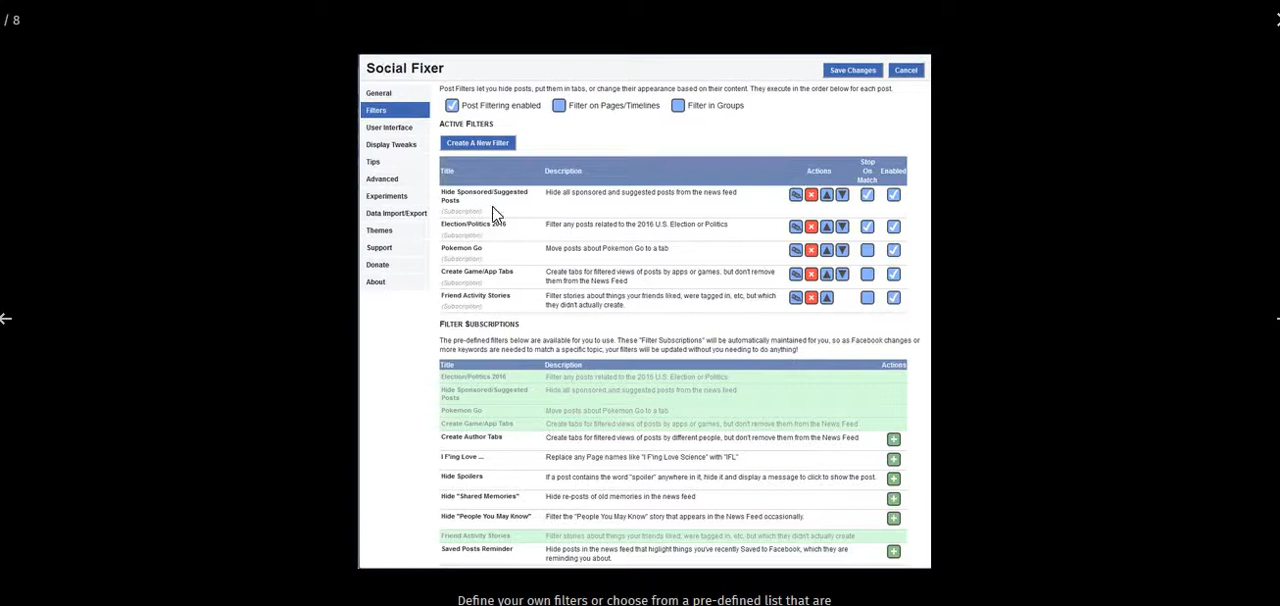 / 8
Social Fixer
Save Changes
Cancel
General
Filters
User Interface
Display Tweaks
Tips
Advanced
Experiments
Data Import/Export
Themes
Support
Donate
About
Post Filters let you hide posts, put them in tabs, or change their appearance based on their content. They execute in the order below for each post.
Post Filtering enabled
Filter on Pages/Timelines
Filter in Groups
ACTIVE FILTERS
Create A New Filter
Title Description Actions Stop On Match Enabled
Hide Sponsored/Suggested Hide all sponsored and suggested posts from the news feed
Posts
(Subscription)
Election/Politics 2016 Filter any posts related to the 2016 U.S. Election or Politics
(Subscription)
Pokemon Go Move posts about Pokemon Go to a tab
(Subscription)
Create Game/App Tabs Create tabs for filtered views of posts by apps or games, but don't remove
them from the News Feed
(Subscription)
Friend Activity Stories Filter stories about things your friends liked, were tagged in, etc, but which
(Subscription) they didn't actually create.
FILTER SUBSCRIPTIONS
The pre-defined filters below are available for you to use. These "Filter Subscriptions" will be automatically maintained for you, so as Facebook changes or
more keywords are needed to match a specific topic, your filters will be updated without you needing to do anything!
Title Description Actions
Election/Politics 2016 Filter any posts related to the 2016 U.S. Election or Politics
Hide Sponsored/Suggested Hide all sponsored and suggested posts from the news feed
Posts
Pokemon Go Move posts about Pokemon Go to a tab
Create Game/App Tabs Create tabs for filtered views of posts by apps or games, but don't remove them from the News Feed
Create Author Tabs Create tabs for filtered views of posts by different people, but don't remove them from the News Feed
I F'ing Love ... Replace any Page names like "I F'ing Love Science" with "IFL"
Hide Spoilers If a post contains the word "spoiler" anywhere in it, hide it and display a message to click to show the post.
Hide "Shared Memories" Hide re-posts of old memories in the news feed
Hide "People You May Know" Filter the "People You May Know" story that appears in the News Feed occasionally.
Friend Activity Stories Filter stories about things your friends liked, were tagged in, etc, but which they didn't actually create
Saved Posts Reminder Hide posts in the news feed that higlight things you've recently Saved to Facebook, which they are
reminding you about.
Define your own filters or choose from a pre-defined list that are